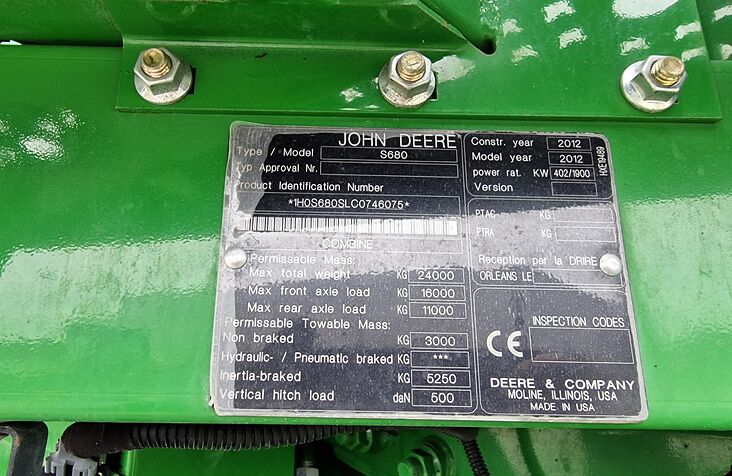 JOHN DEERE
Type / Model S680
Typ Approval Nr.
Product Identification Number
*1H0S680SLC0746075*
COMBINE
Permissable Mass:
Max total weight KG 24000
Max front axle load KG 16000
Max rear axle load KG 11000
Permissable Towable Mass:
Non braked KG 3000
Hydraulic- / Pneumatic braked KG ***
Inertia-braked KG 5250
Vertical hitch load daN 500
Constr. year 2012
Model year 2012
power rat. KW 402/1900
Version
HXE19489
PTAC KG
PTRA KG
Reception per la DRIRE
ORLEANS LE
INSPECTION CODES
CE
DEERE & COMPANY
MOLINE, ILLINOIS, USA
MADE IN USA